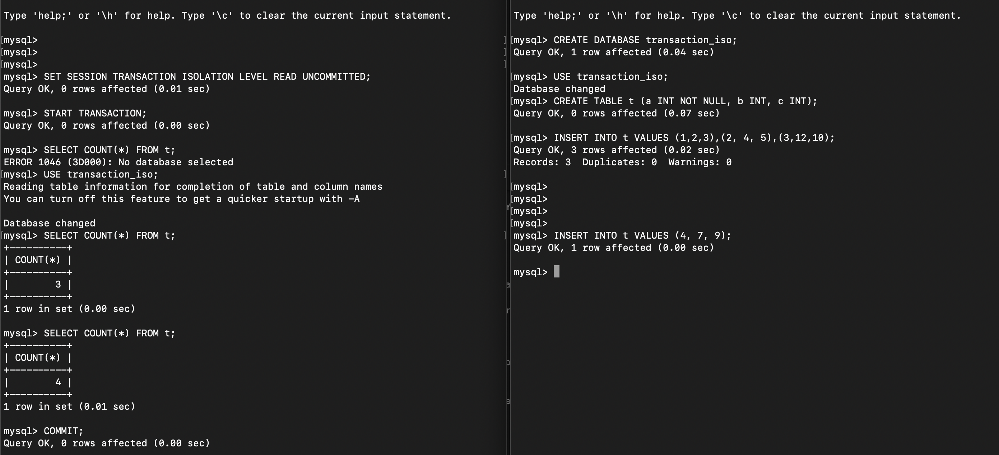 Type 'help;' or '\h' for help. Type '\c' to clear the current input statement.
[mysql>
[mysql>
[mysql>
mysql> SET SESSION TRANSACTION ISOLATION LEVEL READ UNCOMMITTED;
Query OK, 0 rows affected (0.01 sec)
mysql> START TRANSACTION;
Query OK, 0 rows affected (0.00 sec)
mysql> SELECT COUNT(*) FROM t;
ERROR 1046 (3D000): No database selected
[mysql> USE transaction_iso;
Reading table information for completion of table and column names
You can turn off this feature to get a quicker startup with -A
Database changed
[mysql> SELECT COUNT(*) FROM t;
+----------+
| COUNT(*) |
+----------+
|        3 |
+----------+
1 row in set (0.00 sec)
mysql> SELECT COUNT(*) FROM t;
+----------+
| COUNT(*) |
+----------+
|        4 |
+----------+
1 row in set (0.01 sec)
mysql> COMMIT;
Query OK, 0 rows affected (0.00 sec)
Type 'help;' or '\h' for help. Type '\c' to clear the current input statement.
[mysql> CREATE DATABASE transaction_iso;
Query OK, 1 row affected (0.04 sec)
[mysql> USE transaction_iso;
Database changed
[mysql> CREATE TABLE t (a INT NOT NULL, b INT, c INT);
Query OK, 0 rows affected (0.07 sec)
[mysql> INSERT INTO t VALUES (1,2,3),(2, 4, 5),(3,12,10);
Query OK, 3 rows affected (0.02 sec)
Records: 3  Duplicates: 0  Warnings: 0
[mysql>
[mysql>
[mysql>
[mysql>
mysql> INSERT INTO t VALUES (4, 7, 9);
Query OK, 1 row affected (0.00 sec)
mysql>